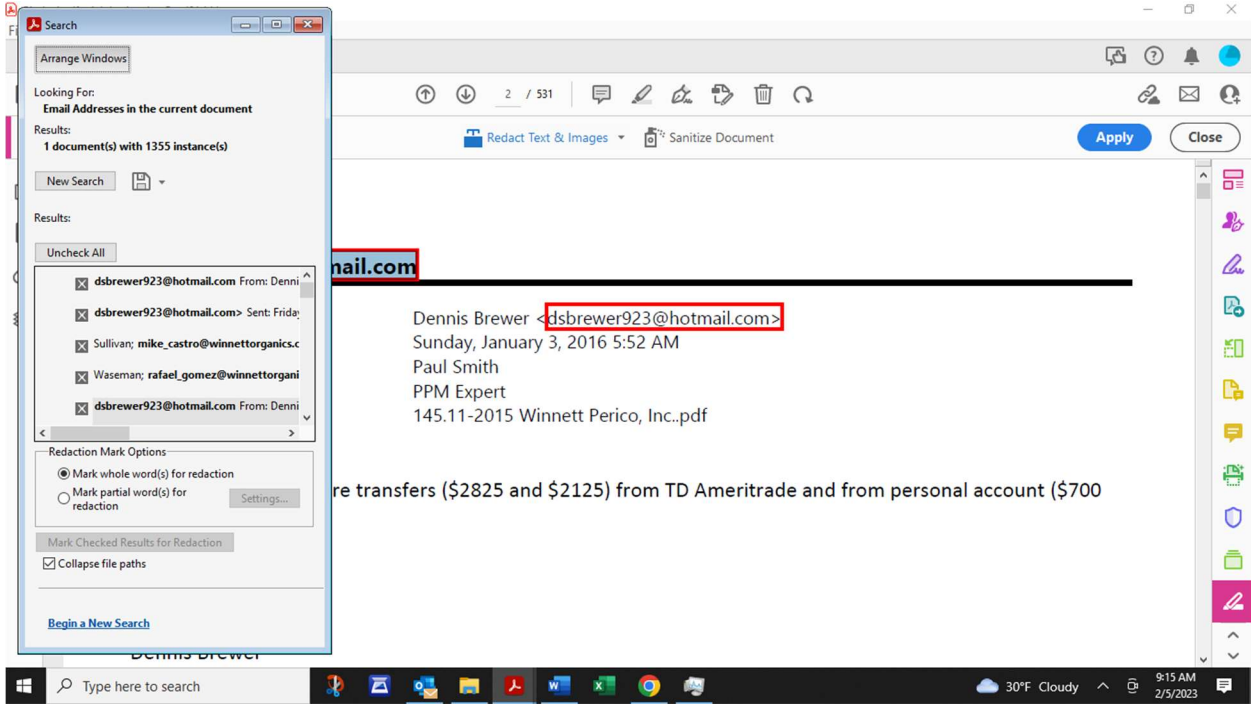 Search
Arrange Windows
Looking For:
Email Addresses in the current document
Results:
1 document(s) with 1355 instance(s)
New Search
Results:
Uncheck All
dsbrewer923@hotmail.com From: Denni
dsbrewer923@hotmail.com> Sent: Friday
Sullivan; mike_castro@winnettorganics.c
Waseman; rafael_gomez@winnettorgani
dsbrewer923@hotmail.com From: Denni
Redaction Mark Options
Mark whole word(s) for redaction
Mark partial word(s) for
redaction
Settings...
Mark Checked Results for Redaction
Collapse file paths
Begin a New Search
2 / 531
Redact Text & Images
Sanitize Document
Apply
Close
mail.com
Dennis Brewer <dsbrewer923@hotmail.com>
Sunday, January 3, 2016 5:52 AM
Paul Smith
PPM Expert
145.11-2015 Winnett Perico, Inc..pdf
re transfers ($2825 and $2125) from TD Ameritrade and from personal account ($700
Dennis Brewer
Type here to search
30°F Cloudy
9:15 AM
2/5/2023